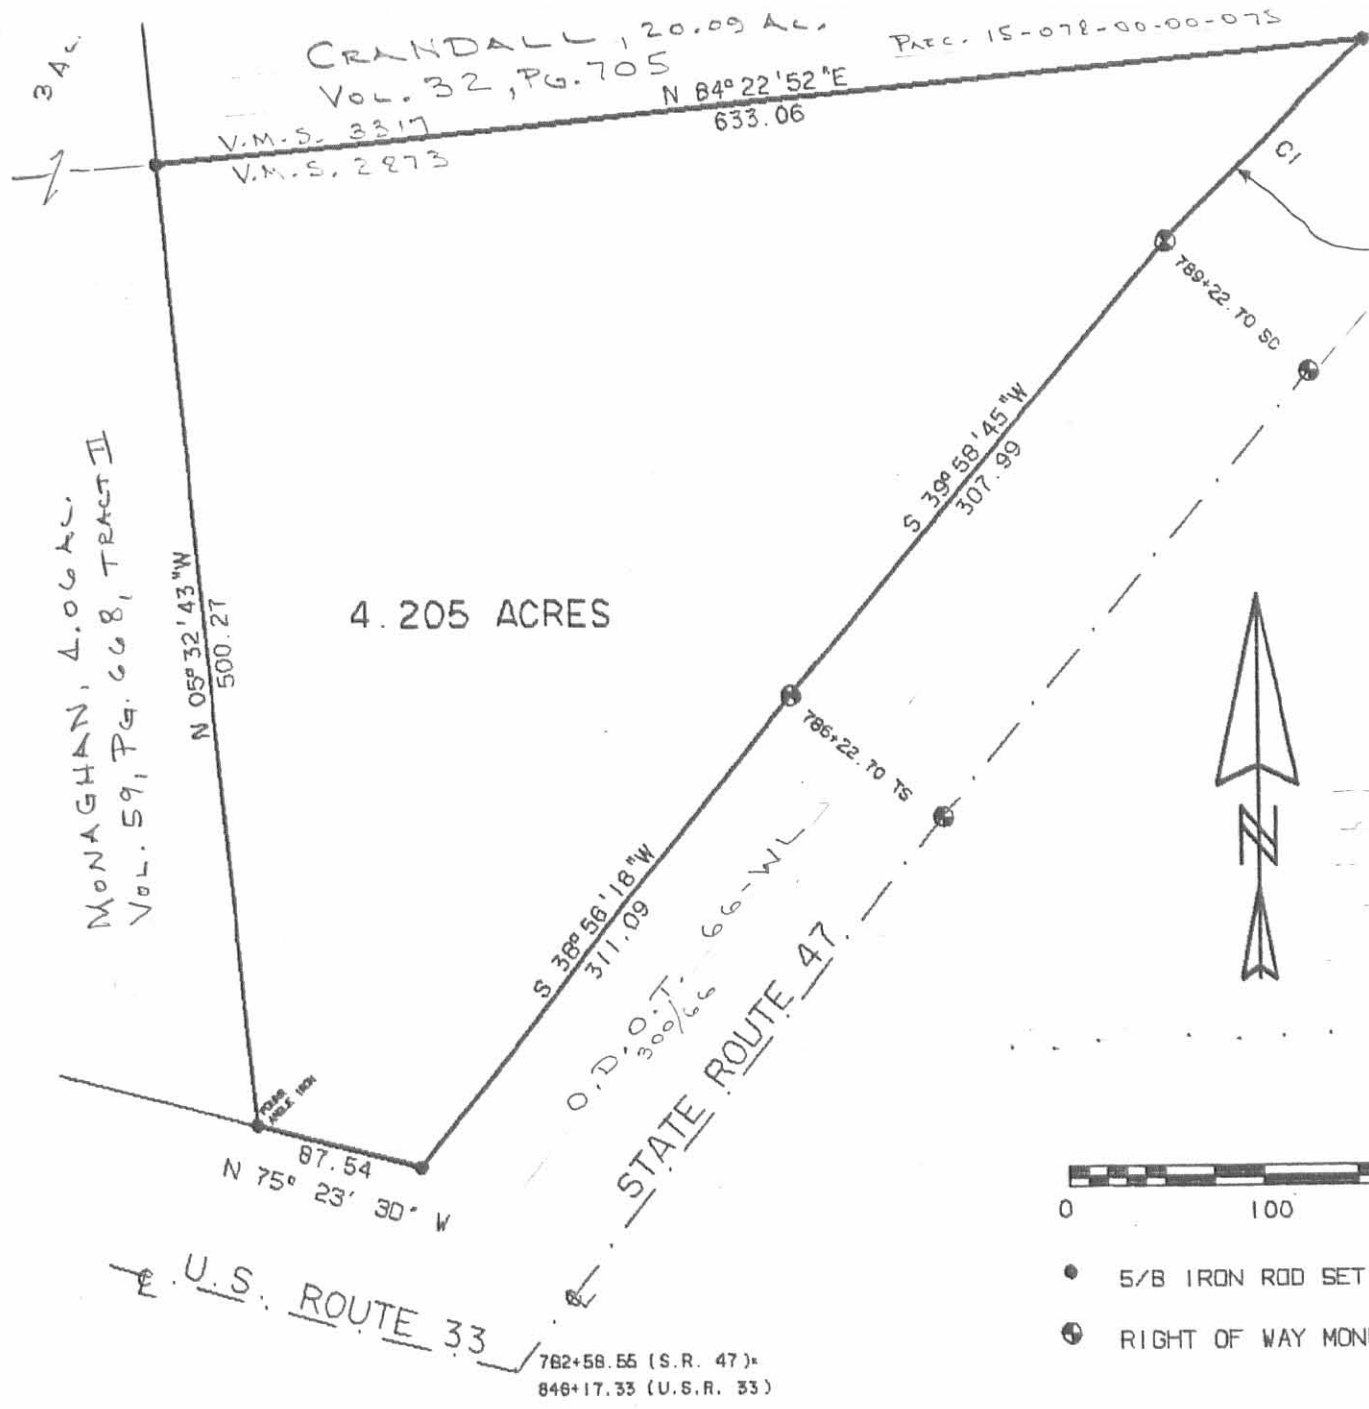 CRANDALL, 20.09 AC.
VOL. 32, PG. 705
PARC. 15-078-00-00-075
3 AC.
N 84° 22' 52" E
633.06
V.M.S. 3317
V.M.S. 2873
C1
789+22.70 SC
S 39° 58' 45" W
307.99
MONAGHAN, 4.06 AC.
VOL. 59, PG. 668, TRACT II
N 05° 32' 43" W
500.27
4.205 ACRES
786+22.70 TS
S 38° 56' 18" W
311.09
O.D.O.T. 66-WL
300/66
STATE ROUTE 47
N
FOUND
ANGLE IRON
87.54
N 75° 23' 30" W
U.S. ROUTE 33
782+58.55 (S.R. 47)=
846+17.33 (U.S.R. 33)
0 100
5/8 IRON ROD SET
RIGHT OF WAY MON